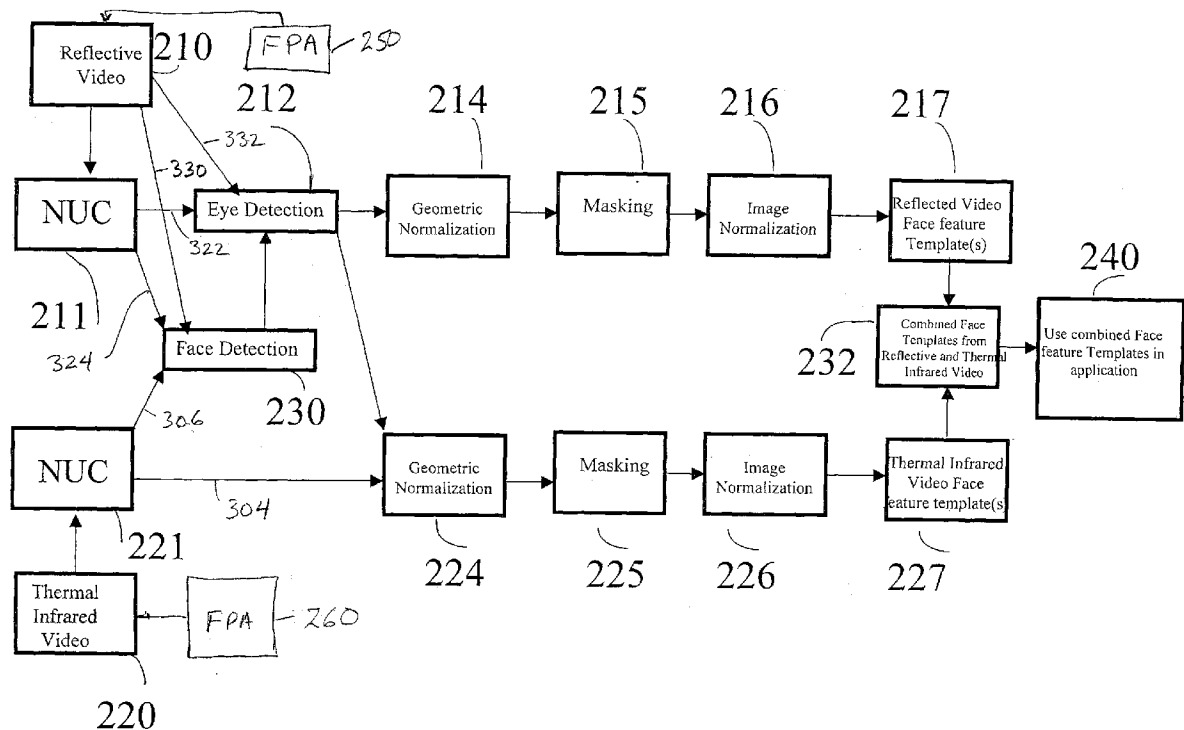 Reflective
Video
210
FPA
250
212
214
215
216
217
332
330
NUC
322
Eye Detection
Geometric
Normalization
Masking
Image
Normalization
Reflected Video
Face feature
Template(s)
211
324
240
Face Detection
230
232
Combined Face
Templates from
Reflective and Thermal
Infrared Video
Use combined Face
feature Templates in
application
306
NUC
304
221
Geometric
Normalization
Masking
Image
Normalization
Thermal Infrared
Video Face
feature template(s)
224
225
226
227
Thermal
Infrared
Video
FPA
260
220